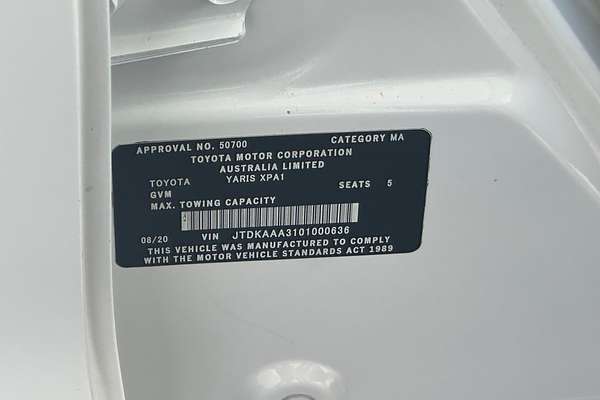 APPROVAL NO. 50700 CATEGORY MA
TOYOTA MOTOR CORPORATION
AUSTRALIA LIMITED
TOYOTA YARIS XPA1
GVM SEATS 5
MAX. TOWING CAPACITY
08/20 VIN JTDKAAA3101000636
THIS VEHICLE WAS MANUFACTURED TO COMPLY
WITH THE MOTOR VEHICLE STANDARDS ACT 1989